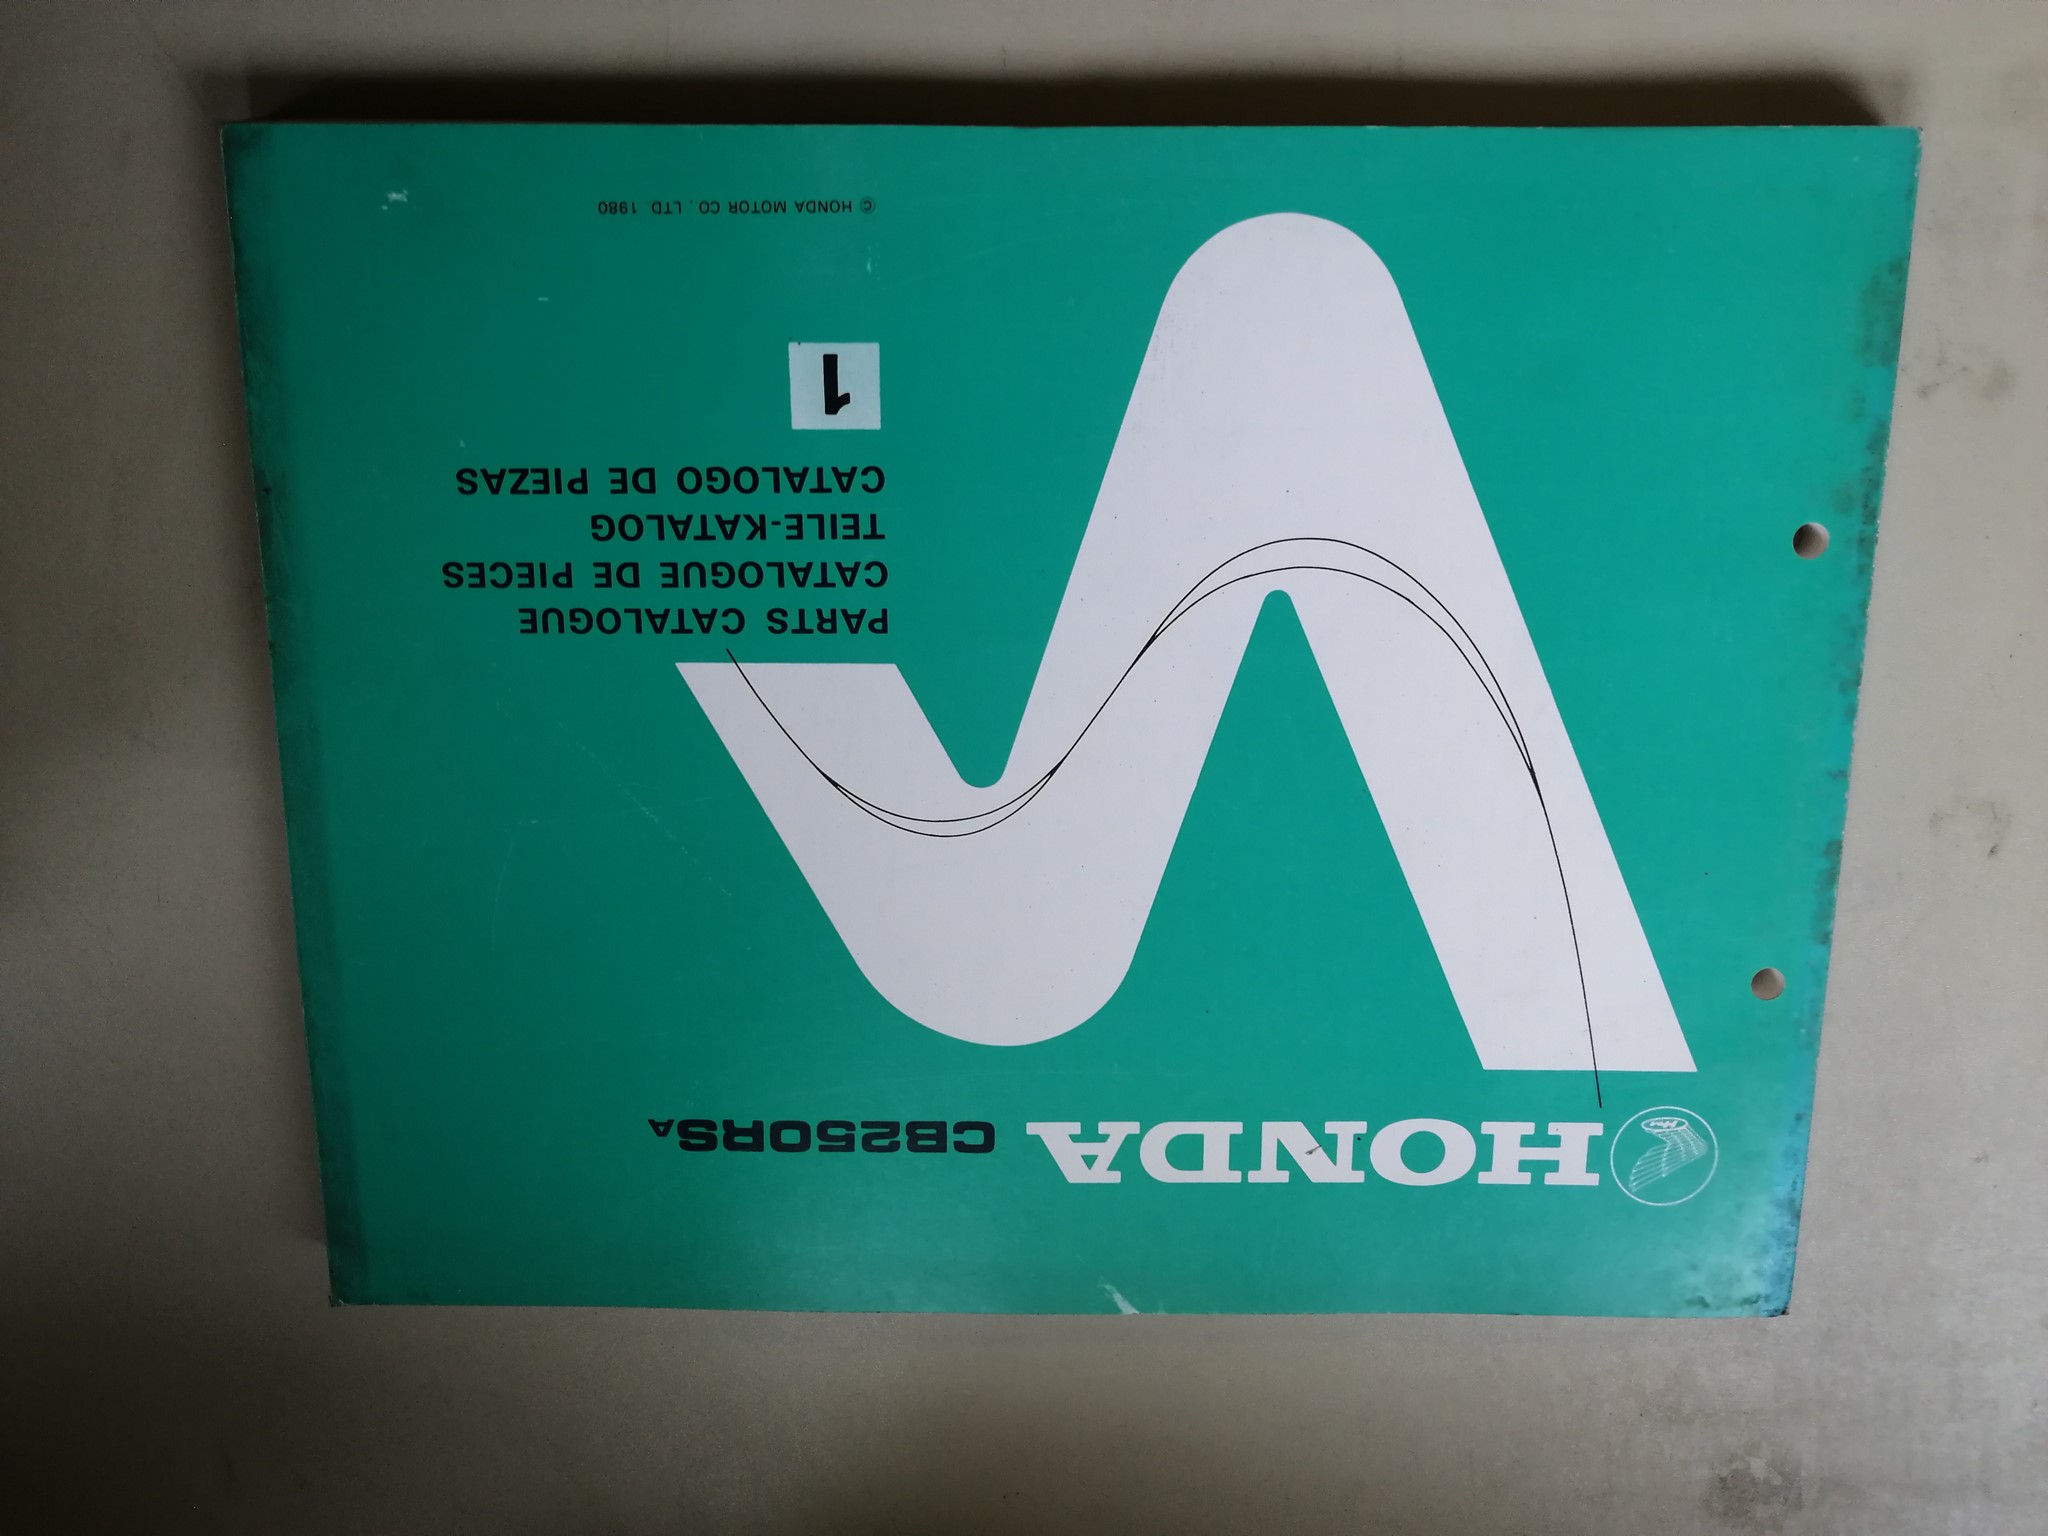 HONDA CB250RSA
PARTS CATALOGUE
CATALOGUE DE PIECES
TEILE-KATALOG
CATALOGO DE PIEZAS
1
© HONDA MOTOR CO., LTD. 1980